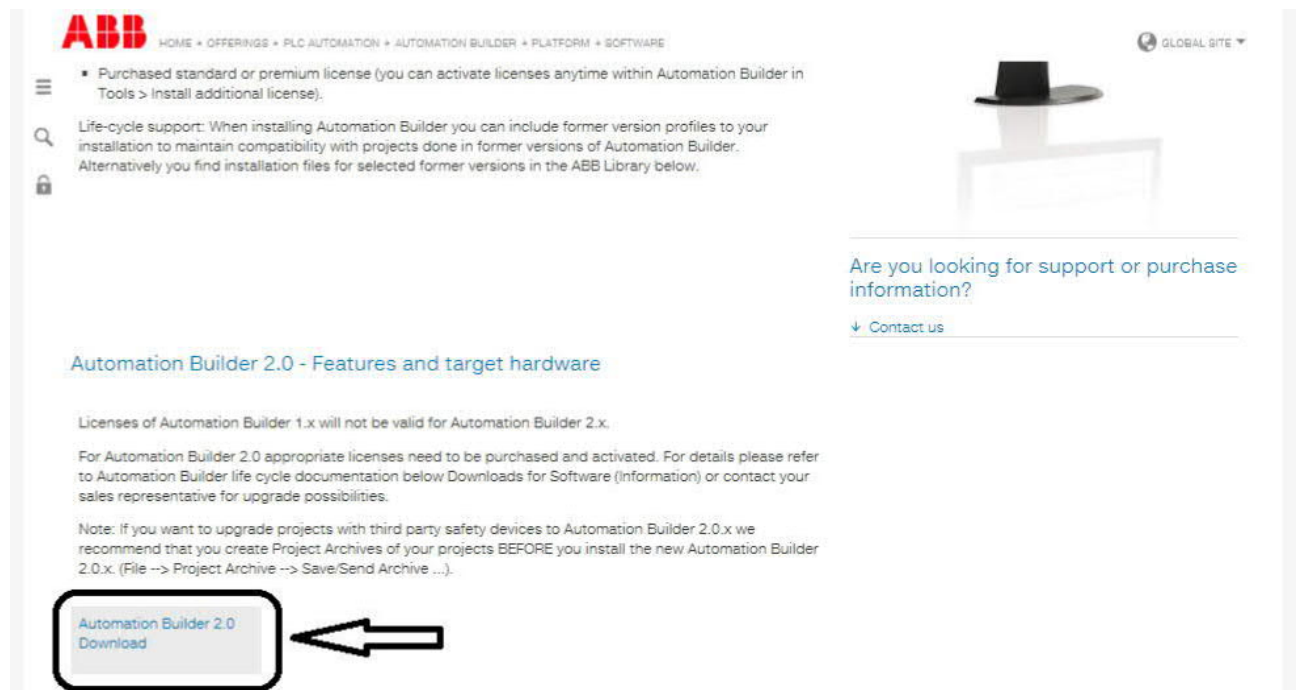 ABB HOME + OFFERINGS + PLC AUTOMATION + AUTOMATION BUILDER + PLATFORM + SOFTWARE
GLOBAL SITE
▪ Purchased standard or premium license (you can activate licenses anytime within Automation Builder in
Tools > Install additional license).
Life-cycle support: When installing Automation Builder you can include former version profiles to your
installation to maintain compatibility with projects done in former versions of Automation Builder.
Alternatively you find installation files for selected former versions in the ABB Library below.
Are you looking for support or purchase
information?
Contact us
Automation Builder 2.0 - Features and target hardware
Licenses of Automation Builder 1.x will not be valid for Automation Builder 2.x.
For Automation Builder 2.0 appropriate licenses need to be purchased and activated. For details please refer
to Automation Builder life cycle documentation below Downloads for Software (Information) or contact your
sales representative for upgrade possibilities.
Note: If you want to upgrade projects with third party safety devices to Automation Builder 2.0.x we
recommend that you create Project Archives of your projects BEFORE you install the new Automation Builder
2.0.x. (File --> Project Archive --> Save/Send Archive ...).
Automation Builder 2.0
Download